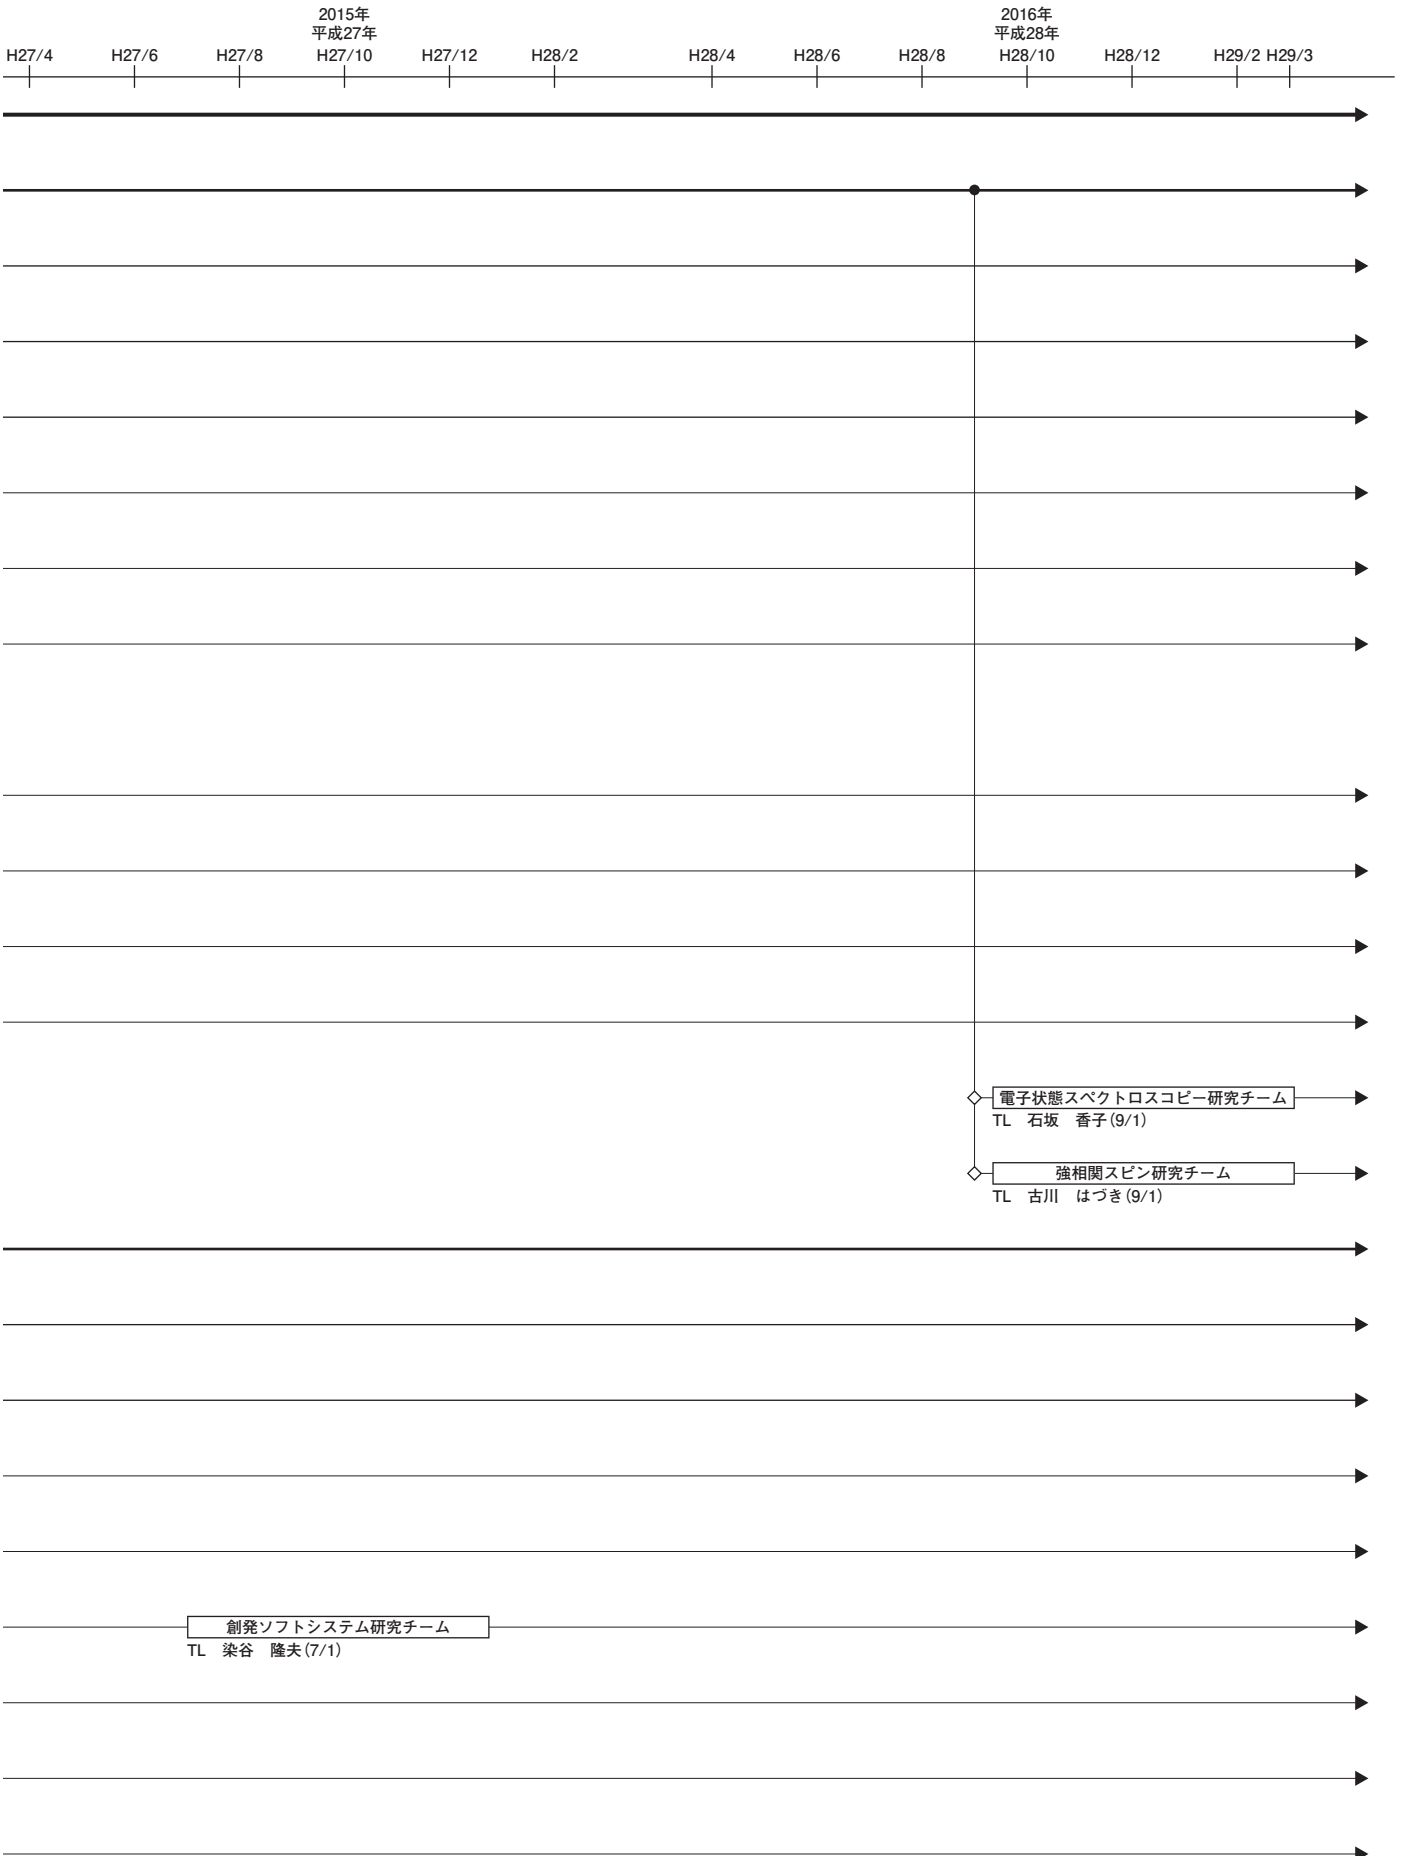 2015年
平成27年
2016年
平成28年
H27/4 H27/6 H27/8 H27/10 H27/12 H28/2 H28/4 H28/6 H28/8 H28/10 H28/12 H29/2 H29/3
電子状態スペクトロスコピー研究チーム
TL 石坂 香子(9/1)
強相関スピン研究チーム
TL 古川 はづき(9/1)
創発ソフトシステム研究チーム
TL 染谷 隆夫(7/1)